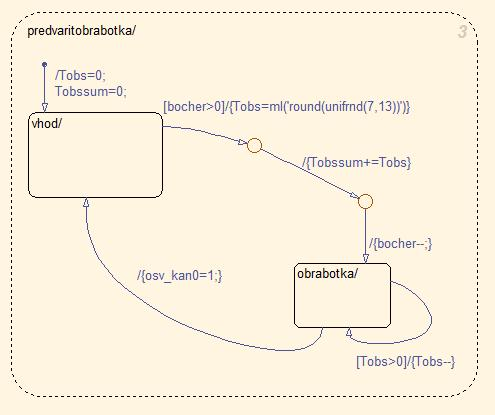 predvaritobrabotka/
3
/Tobs=0;
Tobssum=0;
[bocher>0]/{Tobs=ml('round(unifrnd(7,13))')}
vhod/
/{Tobssum+=Tobs}
/{bocher--;}
obrabotka/
/{osv_kan0=1;}
[Tobs>0]/{Tobs--}